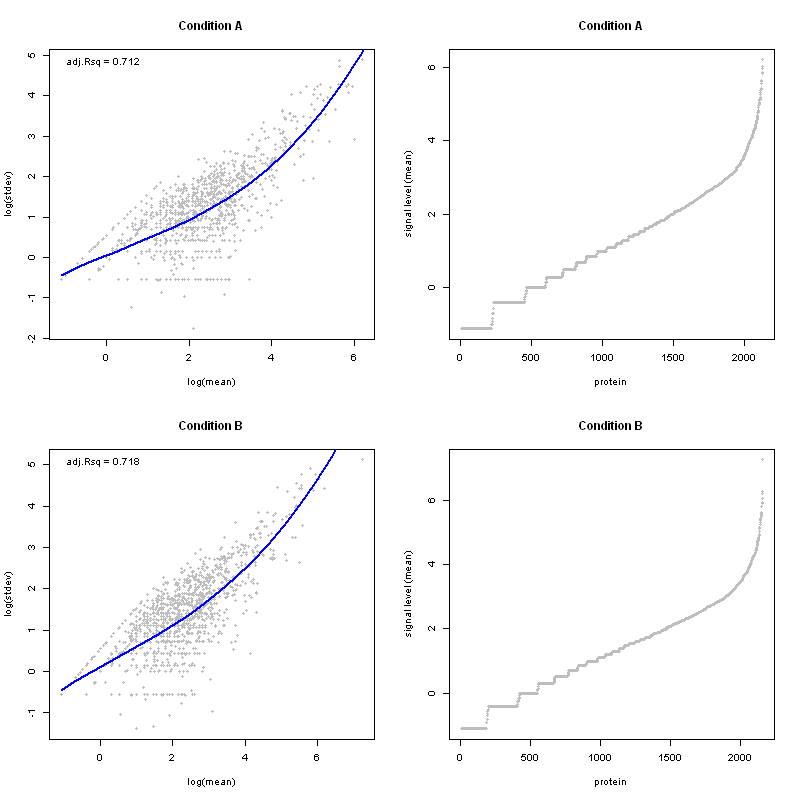 Condition A
adj.Rsq = 0.712
log(stdev)
5
4
3
2
1
0
-1
-2
0 2 4 6
log(mean)
Condition A
signal level (mean)
6
4
2
0
0 500 1000 1500 2000
protein
Condition B
adj.Rsq = 0.718
log(stdev)
5
4
3
2
1
0
-1
0 2 4 6
log(mean)
Condition B
signal level (mean)
6
4
2
0
0 500 1000 1500 2000
protein